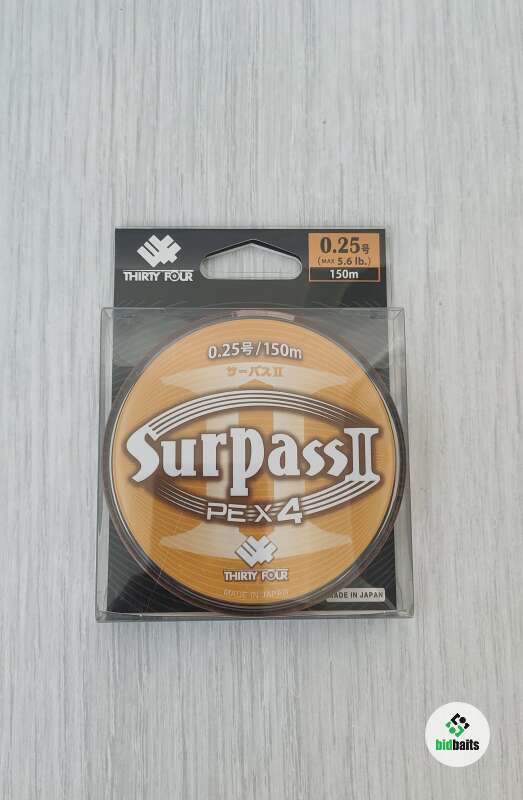 THIRTY FOUR
0.25号
(MAX 5.6 lb.)
150m
0.25号/150m
サーパスII
SurpassII
PE X4
THIRTY FOUR
MADE IN JAPAN
MADE IN JAPAN
bidbaits